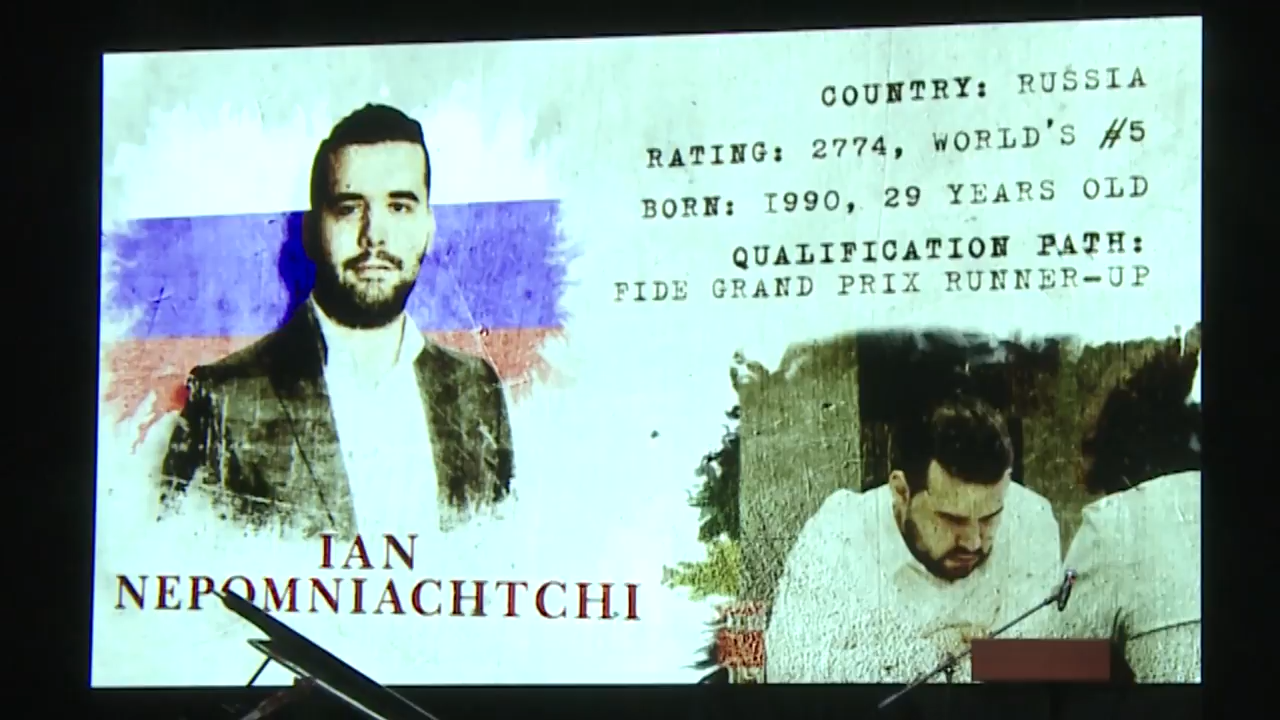 COUNTRY: RUSSIA
RATING: 2774, WORLD'S #5
BORN: 1990, 29 YEARS OLD
QUALIFICATION PATH:
FIDE GRAND PRIX RUNNER-UP
IAN
NEPOMNIACHTCHI